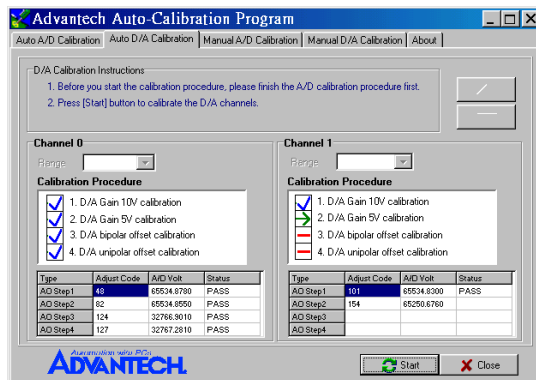 Advantech Auto-Calibration Program
Auto A/D Calibration Auto D/A Calibration Manual A/D Calibration Manual D/A Calibration About
D/A Calibration Instructions
1. Before you start the calibration procedure, please finish the A/D calibration procedure first.
2. Press [Start] button to calibrate the D/A channels.
Channel 0
Range
Calibration Procedure
1. D/A Gain 10V calibration
2. D/A Gain 5V calibration
3. D/A bipolar offset calibration
4. D/A unipolar offset calibration
Type Adjust Code A/D Volt Status
AO Step1 48 65534.8780 PASS
AO Step2 82 65534.8550 PASS
AO Step3 124 32766.9010 PASS
AO Step4 127 32767.2810 PASS
Channel 1
Range
Calibration Procedure
1. D/A Gain 10V calibration
2. D/A Gain 5V calibration
3. D/A bipolar offset calibration
4. D/A unipolar offset calibration
Type Adjust Code A/D Volt Status
AO Step1 101 65534.8300 PASS
AO Step2 154 65250.6760
AO Step3
AO Step4
Automation with PCs
ADVANTECH.
Start
Close